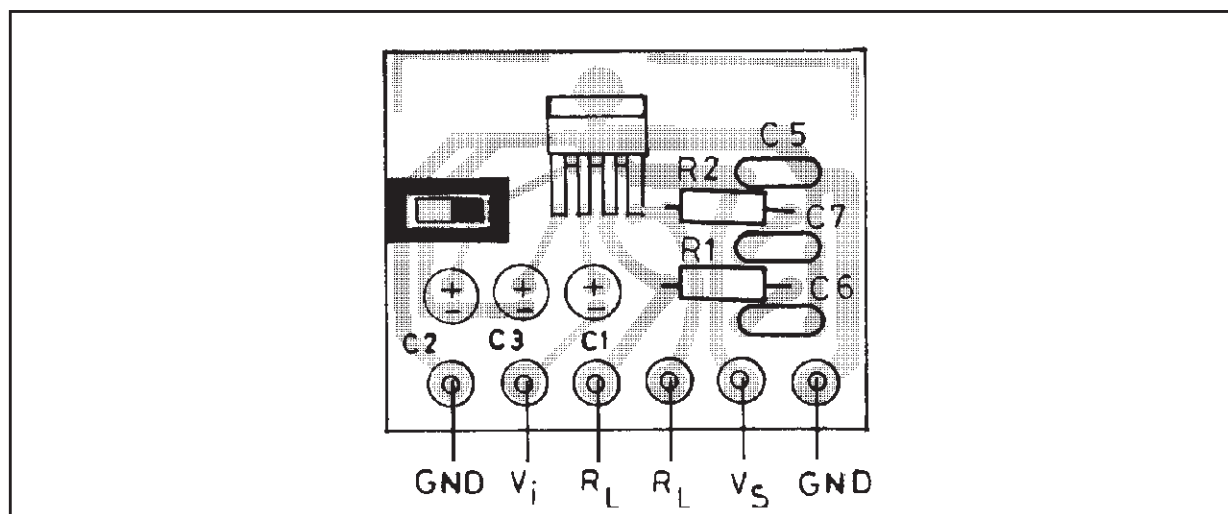 C5
R2
C7
R1
C6
+ + +
- - -
C2 C3 C1
GND Vi RL RL VS GND